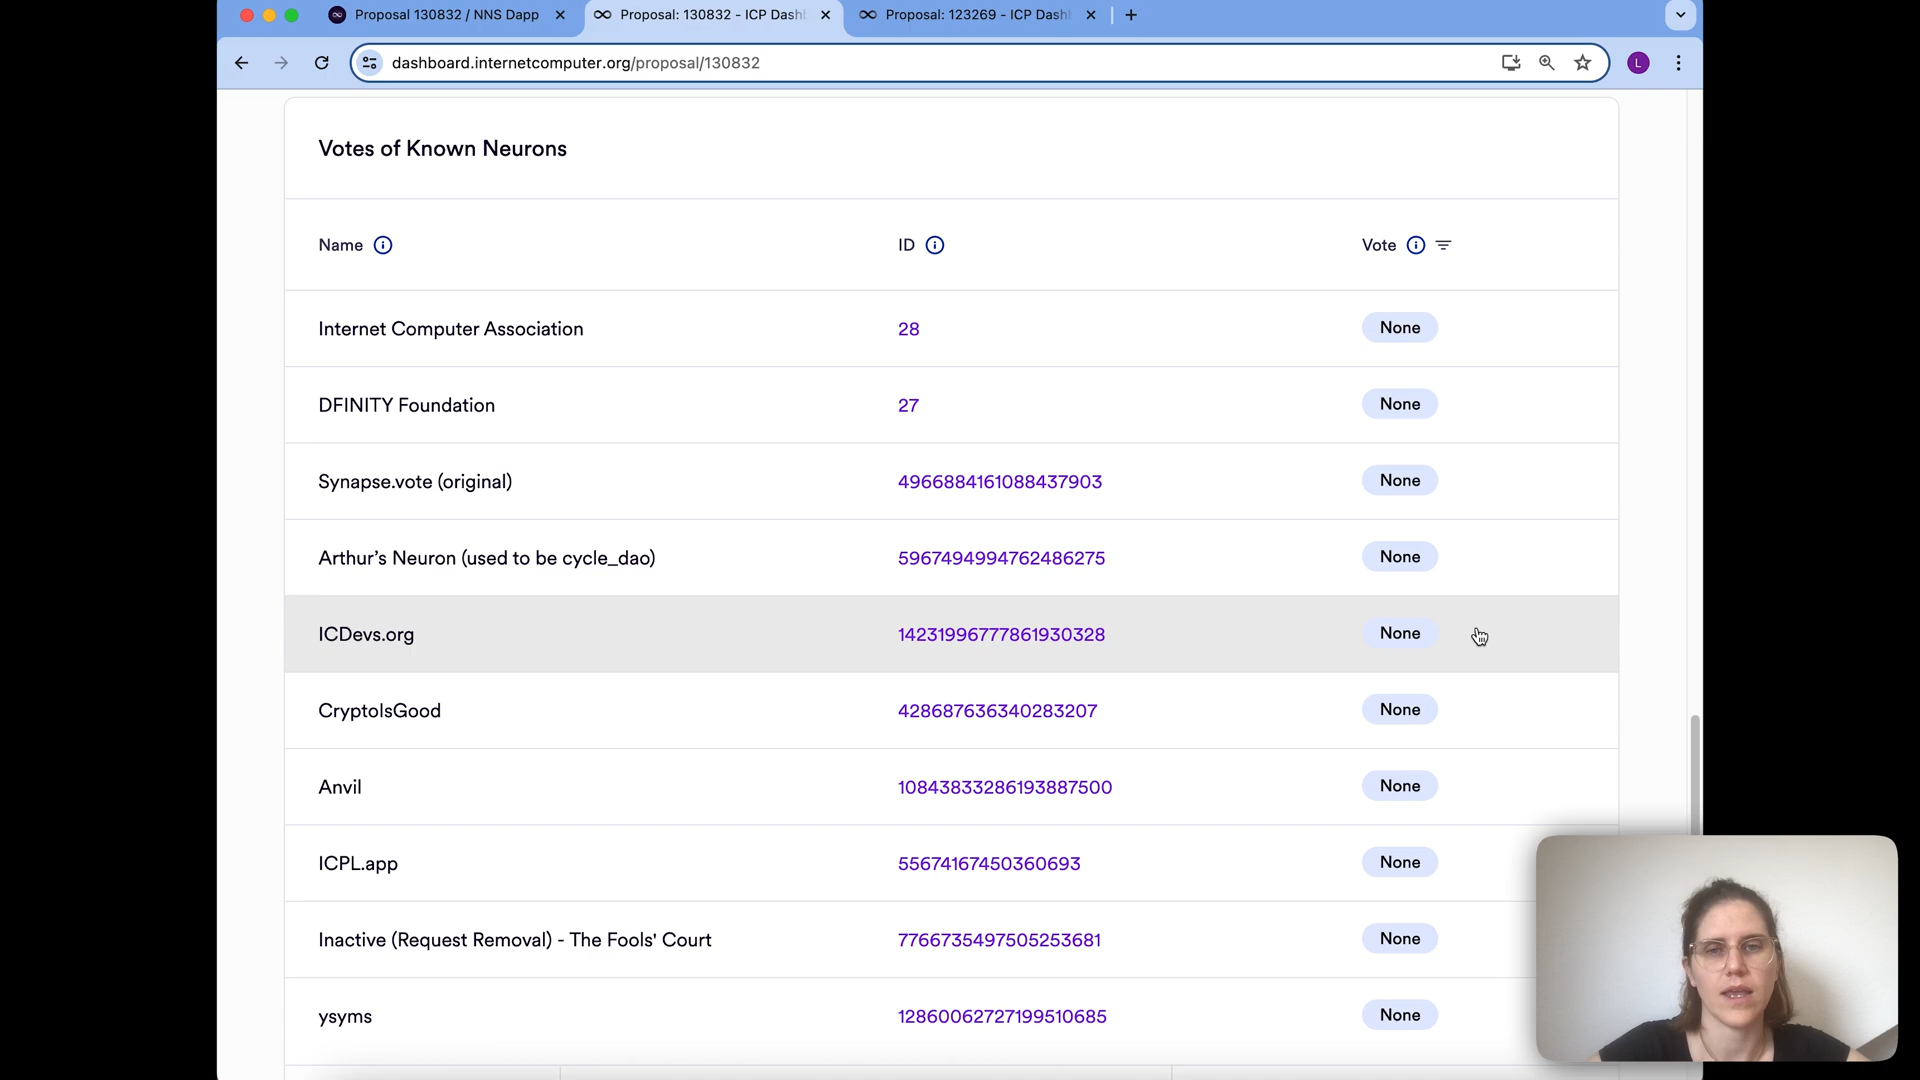 Proposal 130832 / NNS Dapp
Proposal: 130832 - ICP Dash
Proposal: 123269 - ICP Dash
dashboard.internetcomputer.org/proposal/130832
L
Votes of Known Neurons
Name ID Vote
Internet Computer Association 28 None
DFINITY Foundation 27 None
Synapse.vote (original) 4966884161088437903 None
Arthur’s Neuron (used to be cycle_dao) 5967494994762486275 None
ICDevs.org 14231996777861930328 None
CryptoIsGood 428687636340283207 None
Anvil 10843833286193887500 None
ICPL.app 55674167450360693 None
Inactive (Request Removal) - The Fools' Court 7766735497505253681 None
ysyms 12860062727199510685 None